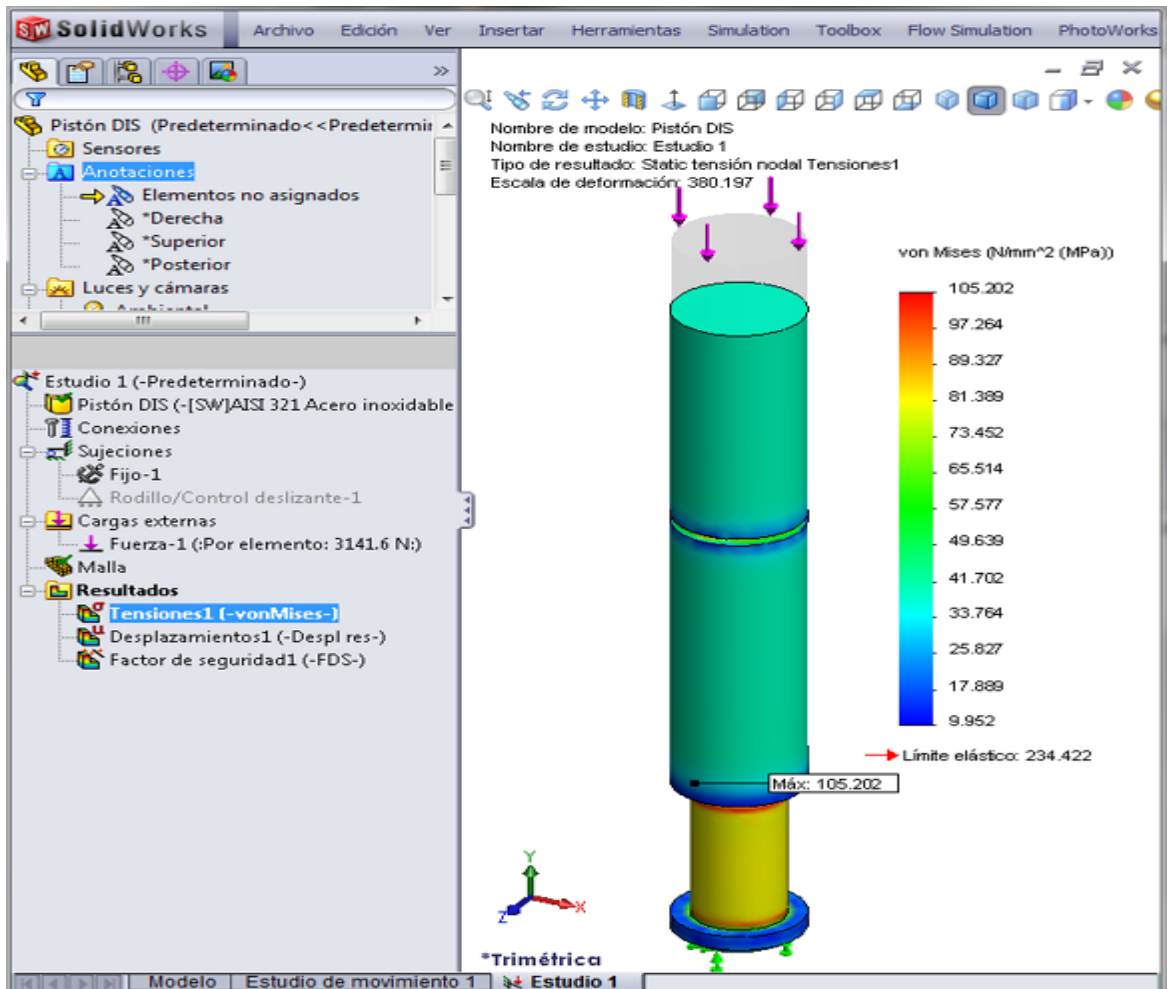 SolidWorks Archivo Edición Ver Insertar Herramientas Simulation Toolbox Flow Simulation PhotoWorks
Pistón DIS (Predeterminado<<Predetermir
Sensores
Anotaciones
Elementos no asignados
*Derecha
*Superior
*Posterior
Luces y cámaras
Estudio 1 (-Predeterminado-)
Pistón DIS (-[SW]AISI 321 Acero inoxidable
Conexiones
Sujeciones
Fijo-1
Rodillo/Control deslizante-1
Cargas externas
Fuerza-1 (:Por elemento: 3141.6 N:)
Malla
Resultados
Tensiones1 (-vonMises-)
Desplazamientos1 (-Despl res-)
Factor de seguridad1 (-FDS-)
Nombre de modelo: Pistón DIS
Nombre de estudio: Estudio 1
Tipo de resultado: Static tensión nodal Tensiones1
Escala de deformación: 380.197
von Mises (N/mm^2 (MPa))
105.202
97.264
89.327
81.389
73.452
65.514
57.577
49.639
41.702
33.764
25.827
17.889
9.952
Límite elástico: 234.422
Máx: 105.202
Y
X
Z
*Trimétrica
Modelo Estudio de movimiento 1 Estudio 1